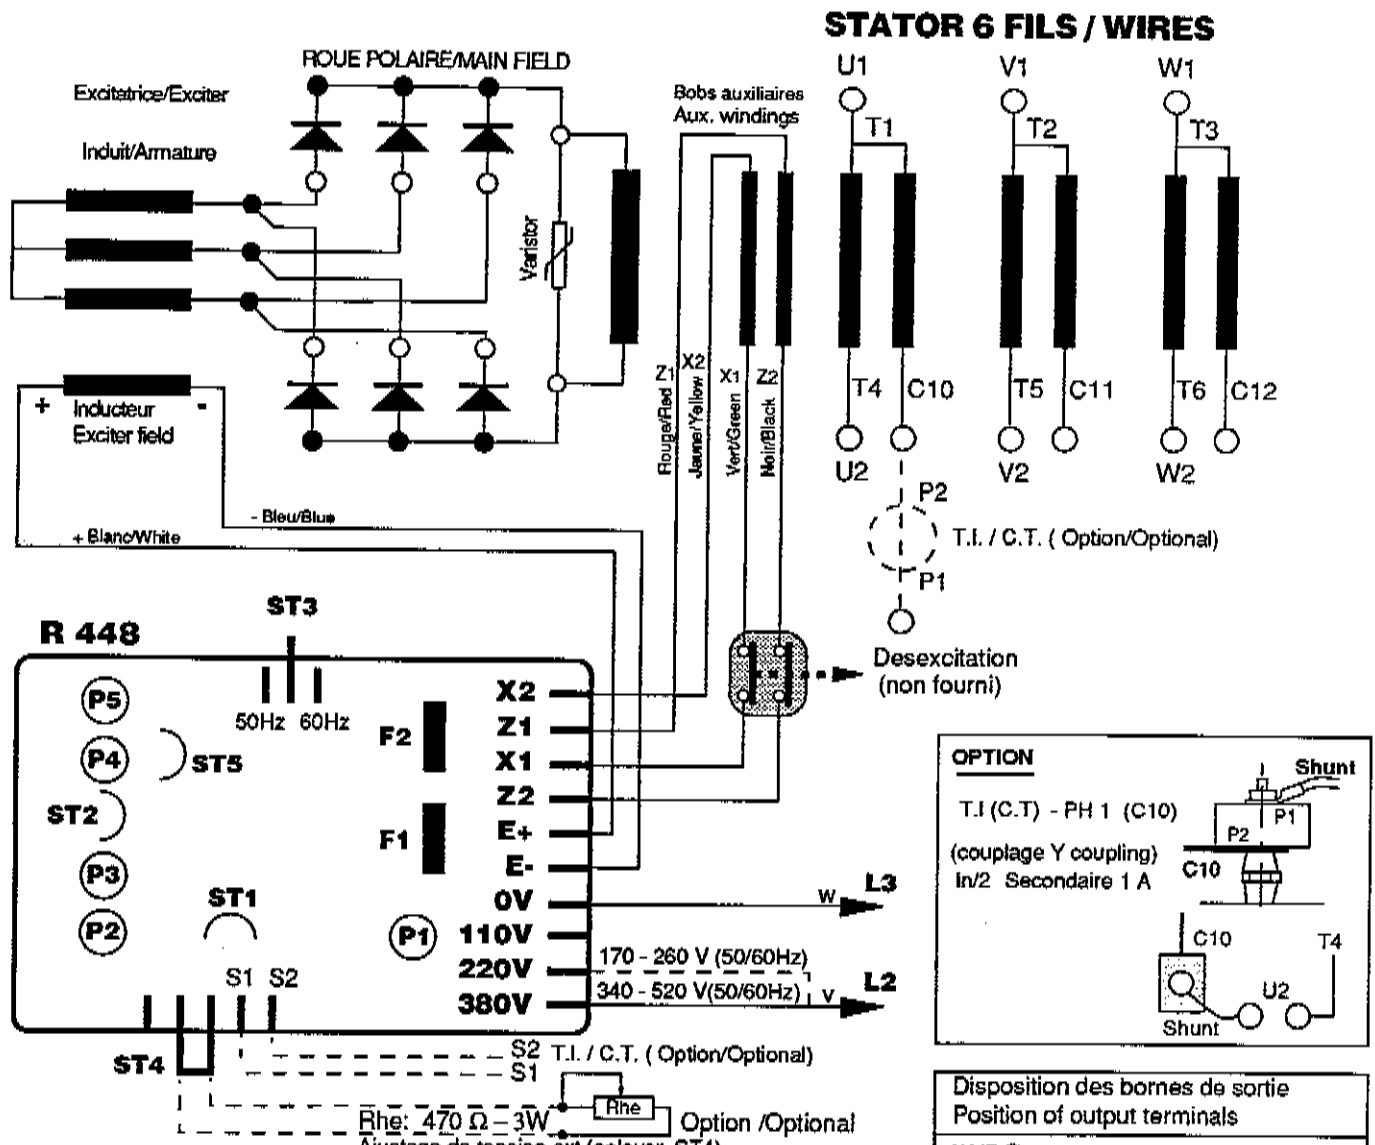 STATOR 6 FILS / WIRES
ROUE POLAIRE/MAIN FIELD
Excitatrice/Exciter
Induit/Armature
Bobs auxiliaires
Aux. windings
U1
V1
W1
T1
T2
T3
Varistor
Z1
X2
X1
Z2
Rouge/Red
Jaune/Yellow
Vert/Green
Noir/Black
T4
C10
T5
C11
T6
C12
U2
V2
W2
+
-
Inducteur
Exciter field
- Bleu/Blue
+ Blanc/White
P2
T.I. / C.T. ( Option/Optional)
P1
ST3
R 448
Desexcitation
(non fourni)
50Hz 60Hz
P5
P4
ST5
ST2
P3
P2
ST1
F2
F1
P1
X2
Z1
X1
Z2
E+
E-
0V
110V
220V
380V
W
L3
170 - 260 V (50/60Hz)
340 - 520 V(50/60Hz)
V
L2
S1 S2
ST4
S2 T.I. / C.T. ( Option/Optional)
S1
Rhe: 470 Ω - 3W
Rhe
Option /Optional
Ajustage de tension ext (enlever ST4)
OPTION
Shunt
T.I (C.T) - PH 1 (C10)
P1
P2
(couplage Y coupling)
In/2 Secondaire 1 A
C10
C10
T4
U2
Shunt
Disposition des bornes de sortie
Position of output terminals